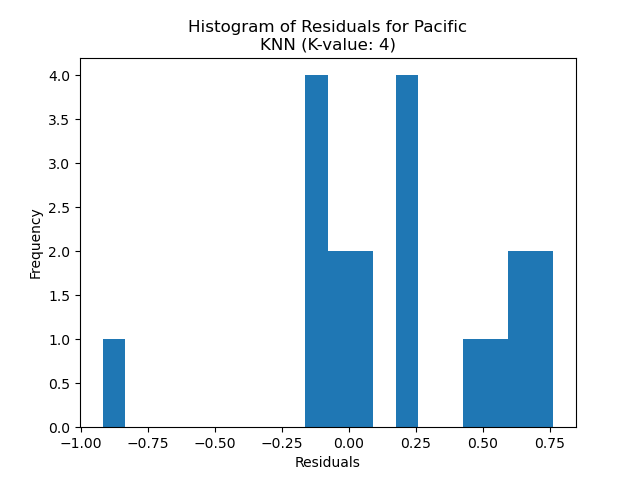 Histogram of Residuals for Pacific
KNN (K-value: 4)
4.0
3.5
3.0
2.5
2.0
1.5
1.0
0.5
0.0
Frequency
−1.00 −0.75 −0.50 −0.25 0.00 0.25 0.50 0.75
Residuals